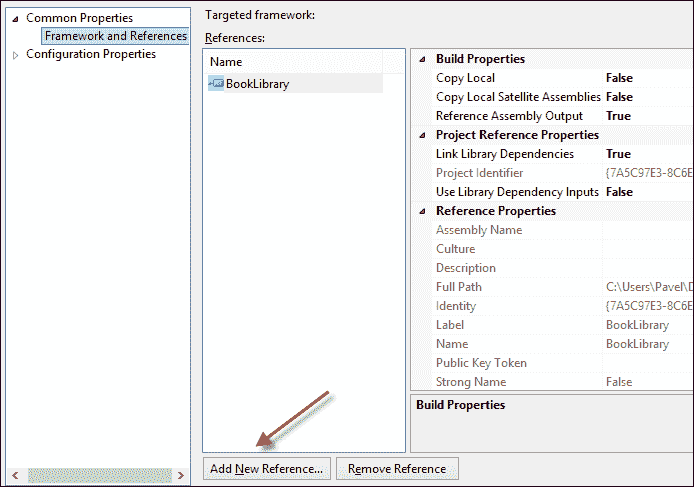 Common Properties
Framework and References
Configuration Properties
Targeted framework:
References:
Name
BookLibrary
Build Properties
Copy Local False
Copy Local Satellite Assemblies False
Reference Assembly Output True
Project Reference Properties
Link Library Dependencies True
Project Identifier {7A5C97E3-8C6E
Use Library Dependency Inputs False
Reference Properties
Assembly Name
Culture
Description
Full Path C:\Users\Pavel\D
Identity {7A5C97E3-8C6E
Label BookLibrary
Name BookLibrary
Public Key Token
Strong Name False
Build Properties
Add New Reference... Remove Reference